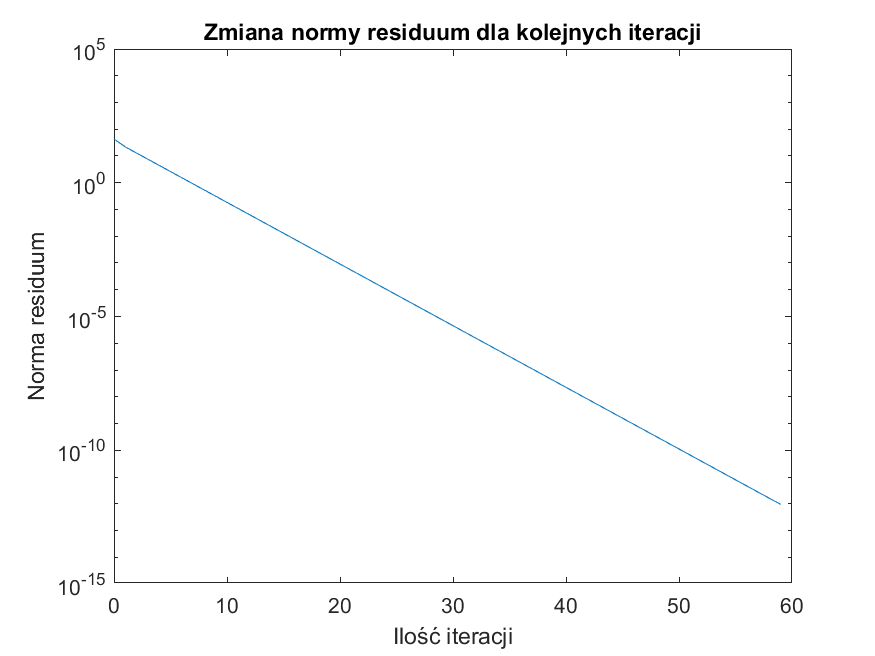 Zmiana normy residuum dla kolejnych iteracji
10^5
10^0
10^-5
10^-10
10^-15
Norma residuum
0 10 20 30 40 50 60
Ilość iteracji